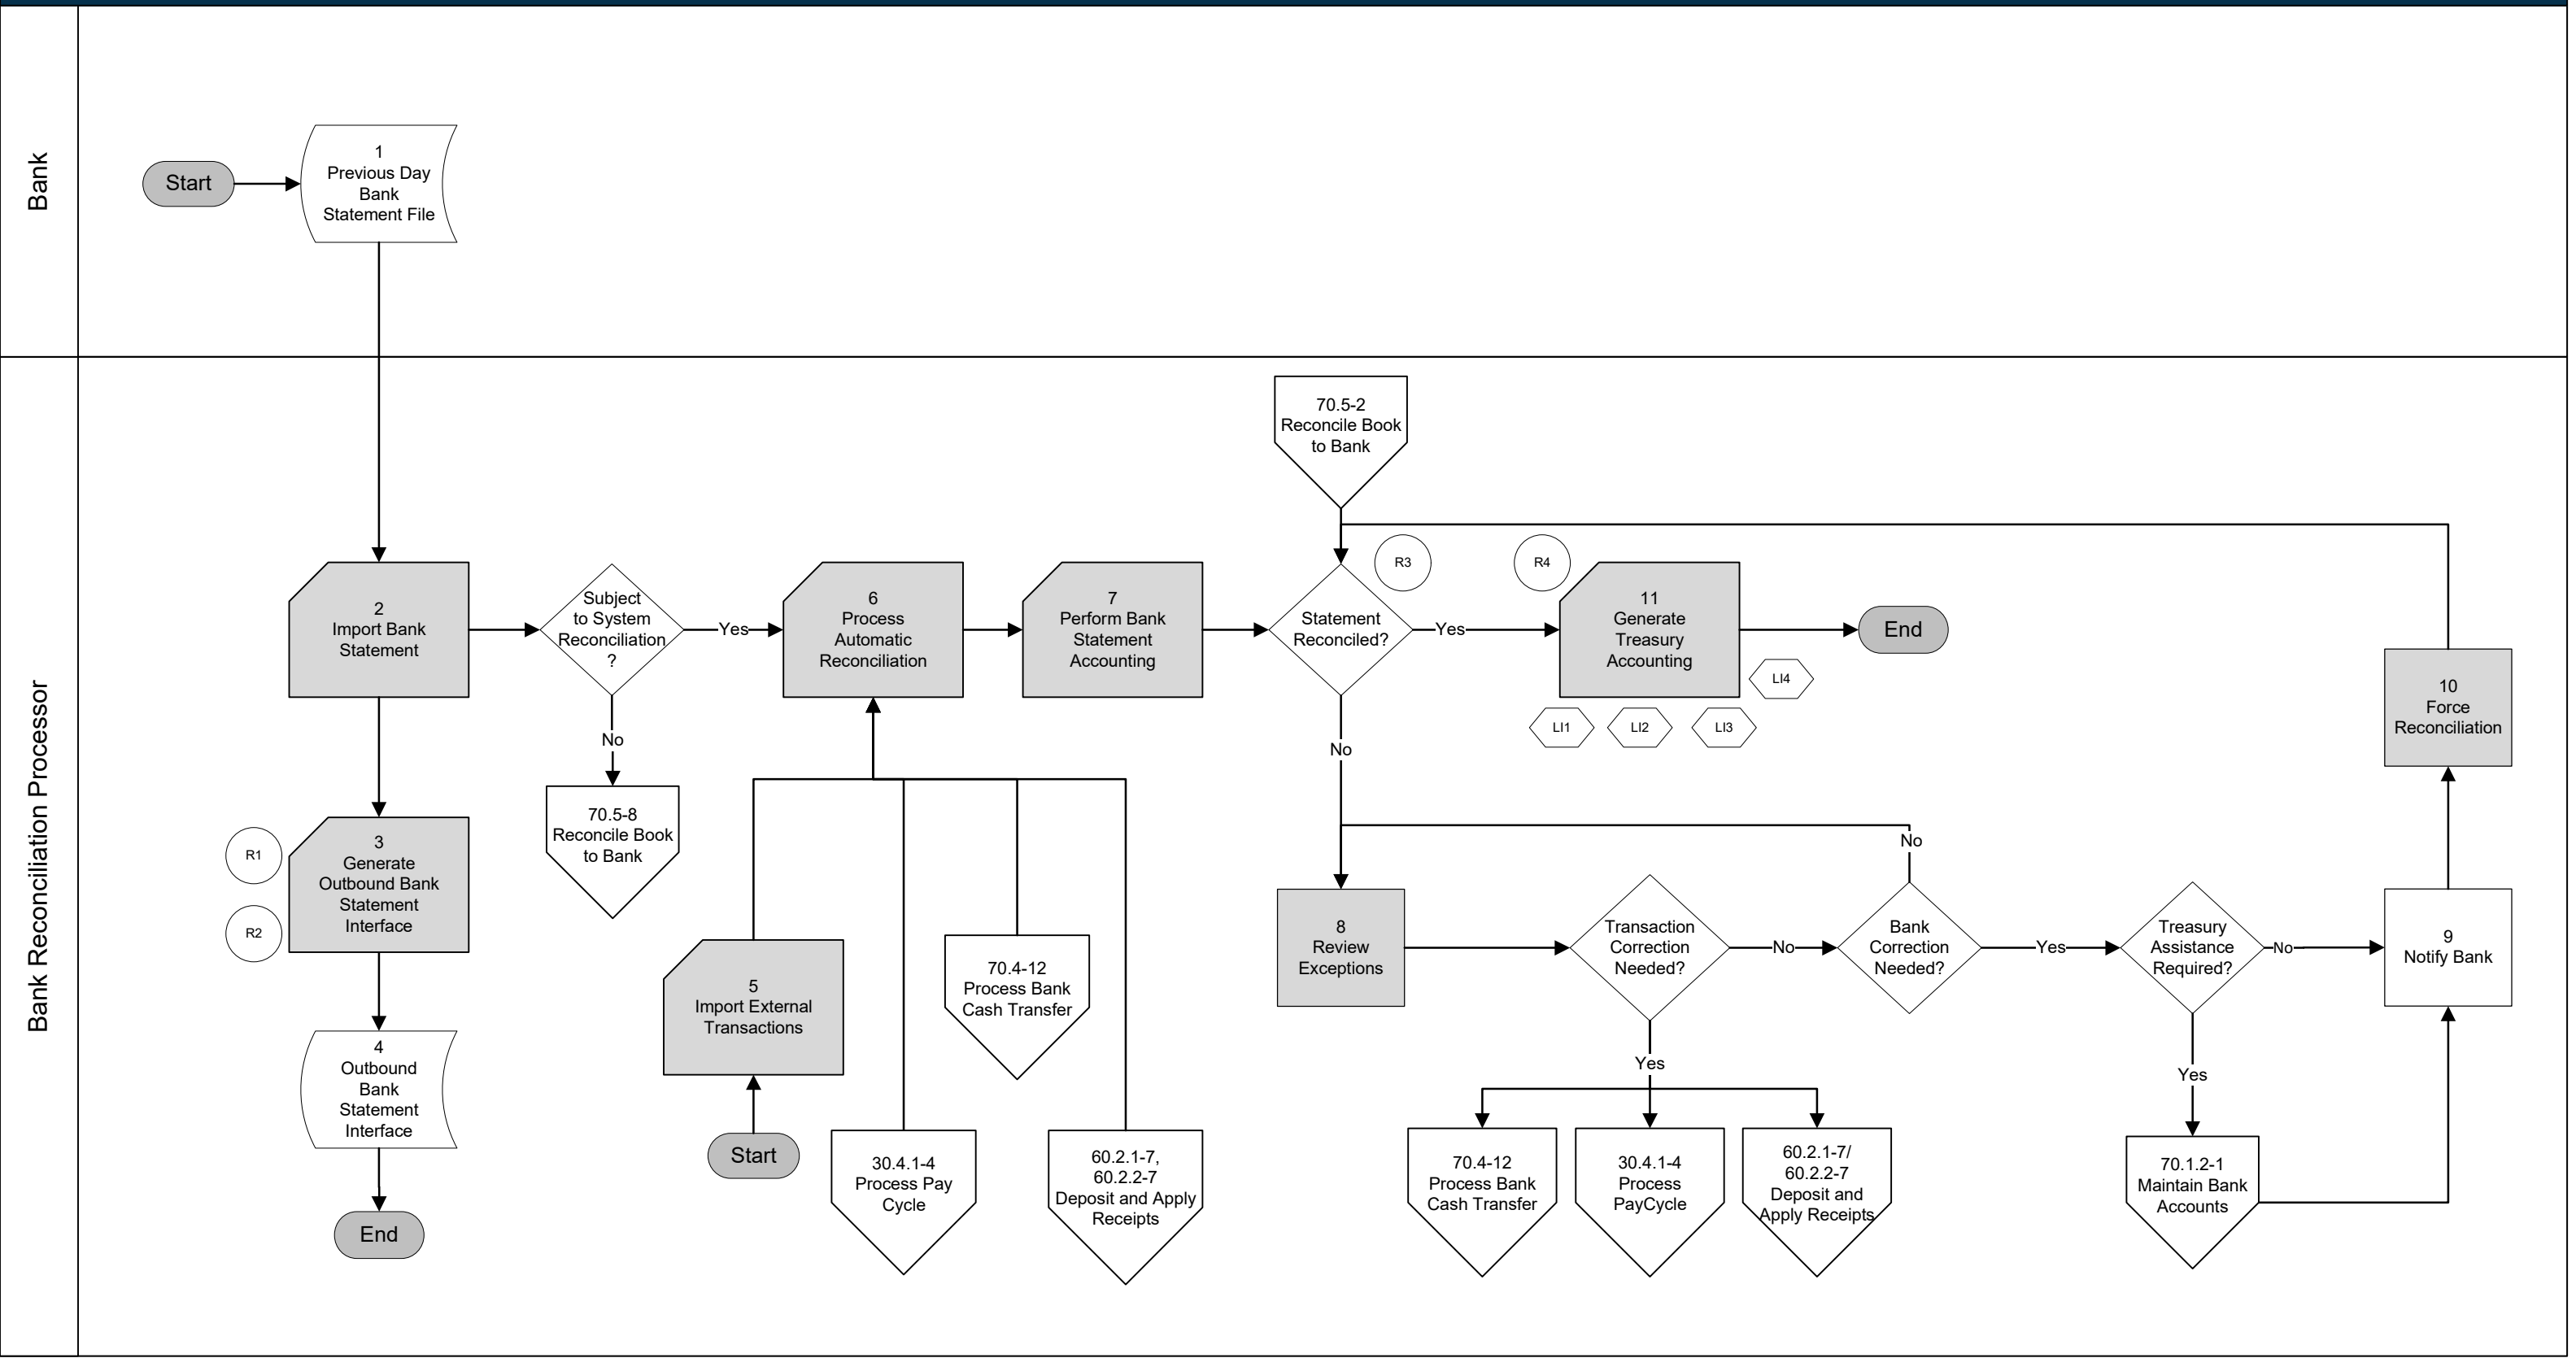 Bank
Start
1
Previous Day
Bank
Statement File
Bank Reconciliation Processor
70.5-2
Reconcile Book
to Bank
2
Import Bank
Statement
Subject
to System
Reconciliation
?
Yes
No
70.5-8
Reconcile Book
to Bank
6
Process
Automatic
Reconciliation
7
Perform Bank
Statement
Accounting
Statement
Reconciled?
R3
Yes
R4
11
Generate
Treasury
Accounting
LI4
LI1
LI2
LI3
End
10
Force
Reconciliation
No
R1
R2
3
Generate
Outbound Bank
Statement
Interface
4
Outbound
Bank
Statement
Interface
End
5
Import External
Transactions
Start
30.4.1-4
Process Pay
Cycle
70.4-12
Process Bank
Cash Transfer
60.2.1-7,
60.2.2-7
Deposit and Apply
Receipts
8
Review
Exceptions
Transaction
Correction
Needed?
No
Bank
Correction
Needed?
No
Yes
Treasury
Assistance
Required?
No
9
Notify Bank
Yes
70.4-12
Process Bank
Cash Transfer
30.4.1-4
Process
PayCycle
60.2.1-7/
60.2.2-7
Deposit and
Apply Receipts
Yes
70.1.2-1
Maintain Bank
Accounts